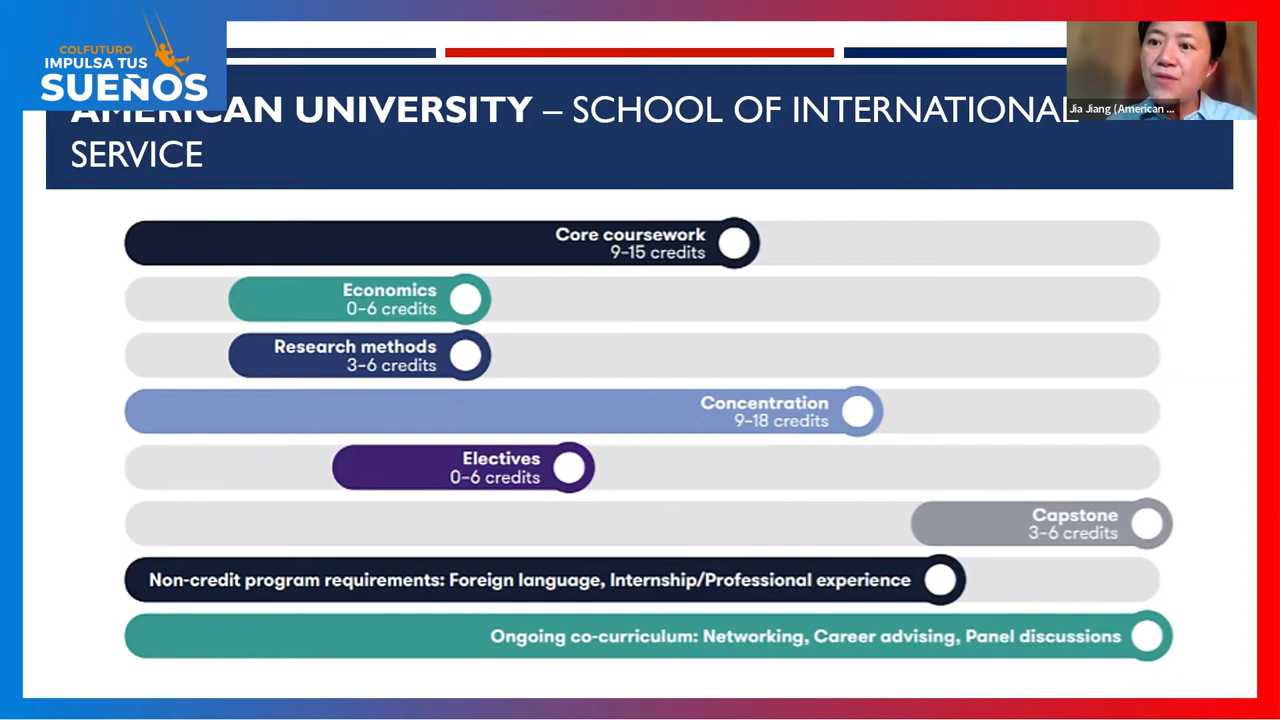 COLFUTURO
IMPULSA TUS
SUEÑOS
AMERICAN UNIVERSITY – SCHOOL OF INTERNATIONAL
SERVICE
Jia Jiang (American ...
Core coursework
9–15 credits
Economics
0–6 credits
Research methods
3–6 credits
Concentration
9–18 credits
Electives
0–6 credits
Capstone
3–6 credits
Non-credit program requirements: Foreign language, Internship/Professional experience
Ongoing co-curriculum: Networking, Career advising, Panel discussions